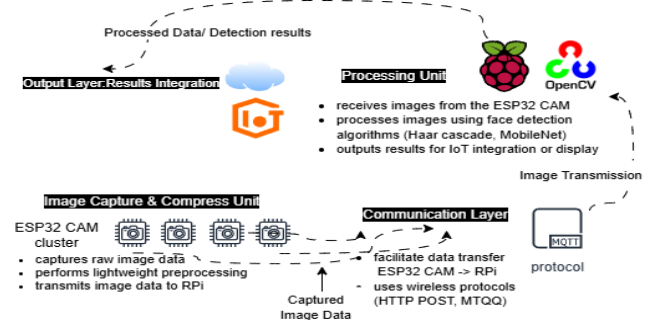 Processed Data/ Detection results
Output Layer:Results Integration
IoT
Processing Unit
OpenCV
• receives images from the ESP32 CAM
• processes images using face detection
algorithms (Haar cascade, MobileNet)
• outputs results for IoT integration or display
Image Transmission
Image Capture & Compress Unit
ESP32 CAM
cluster
• captures raw image data
• performs lightweight preprocessing
• transmits image data to RPi
Captured
Image Data
Communication Layer
• facilitate data transfer
ESP32 CAM -> RPi
- uses wireless protocols
(HTTP POST, MTQQ)
MQTT
protocol